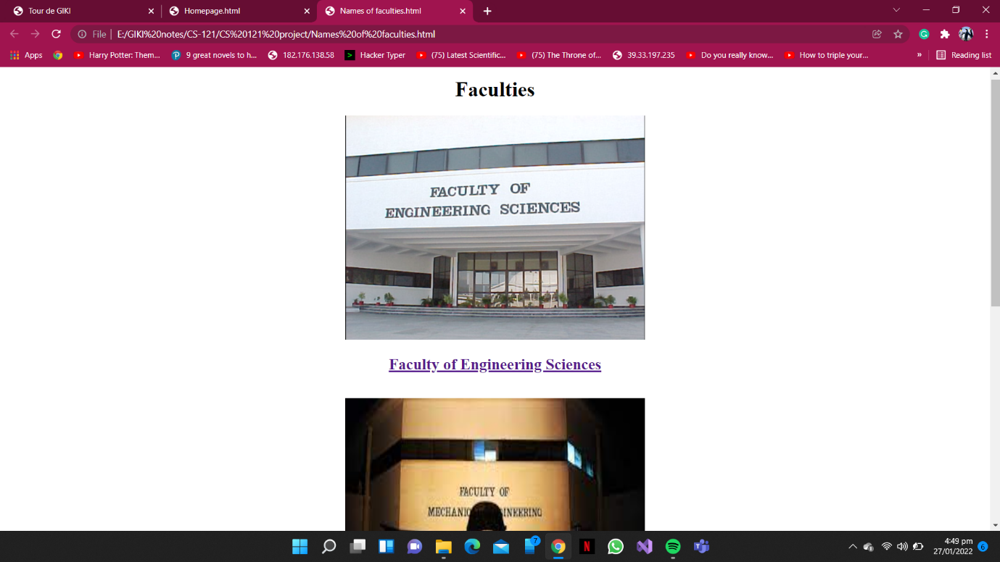 Tour de GIKI
Homepage.html
Names of faculties.html
File | E:/GIKI%20notes/CS-121/CS%20121%20project/Names%20of%20faculties.html
Apps
Harry Potter: Them...
9 great novels to h...
182.176.138.58
Hacker Typer
(75) Latest Scientific...
(75) The Throne of...
39.33.197.235
Do you really know...
How to triple your...
»
Reading list
Faculties
FACULTY OF
ENGINEERING SCIENCES
Faculty of Engineering Sciences
FACULTY OF
MECHANIC INEERING
7
4:49 pm
27/01/2022
6